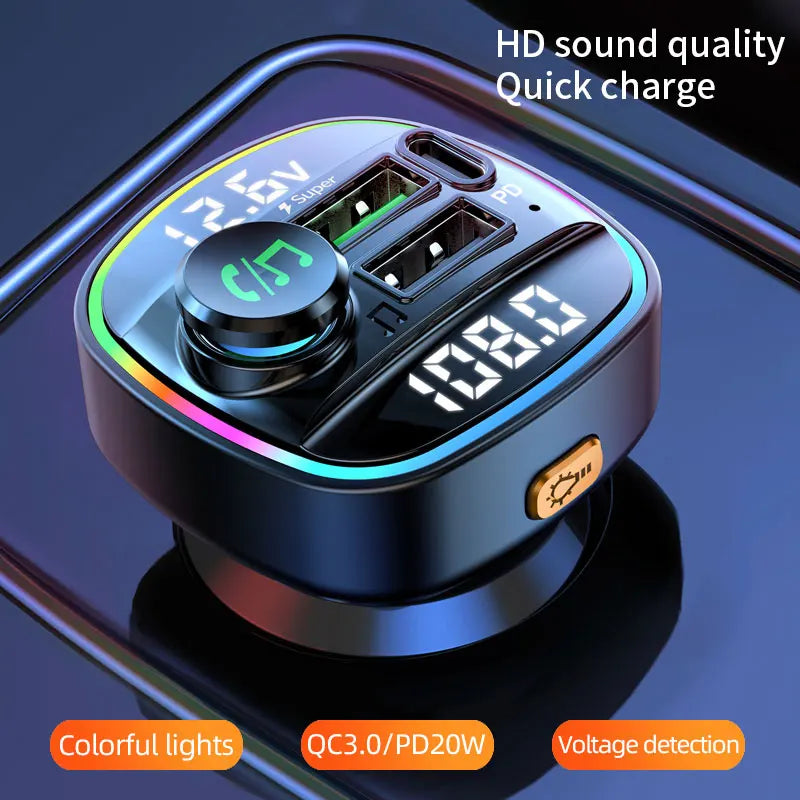 HD sound quality
Quick charge
12.6V
Super
PD
108.0
Colorful lights
QC3.0/PD20W
Voltage detection